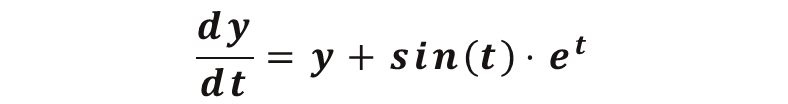 dy/dt = y + sin(t) · e^t